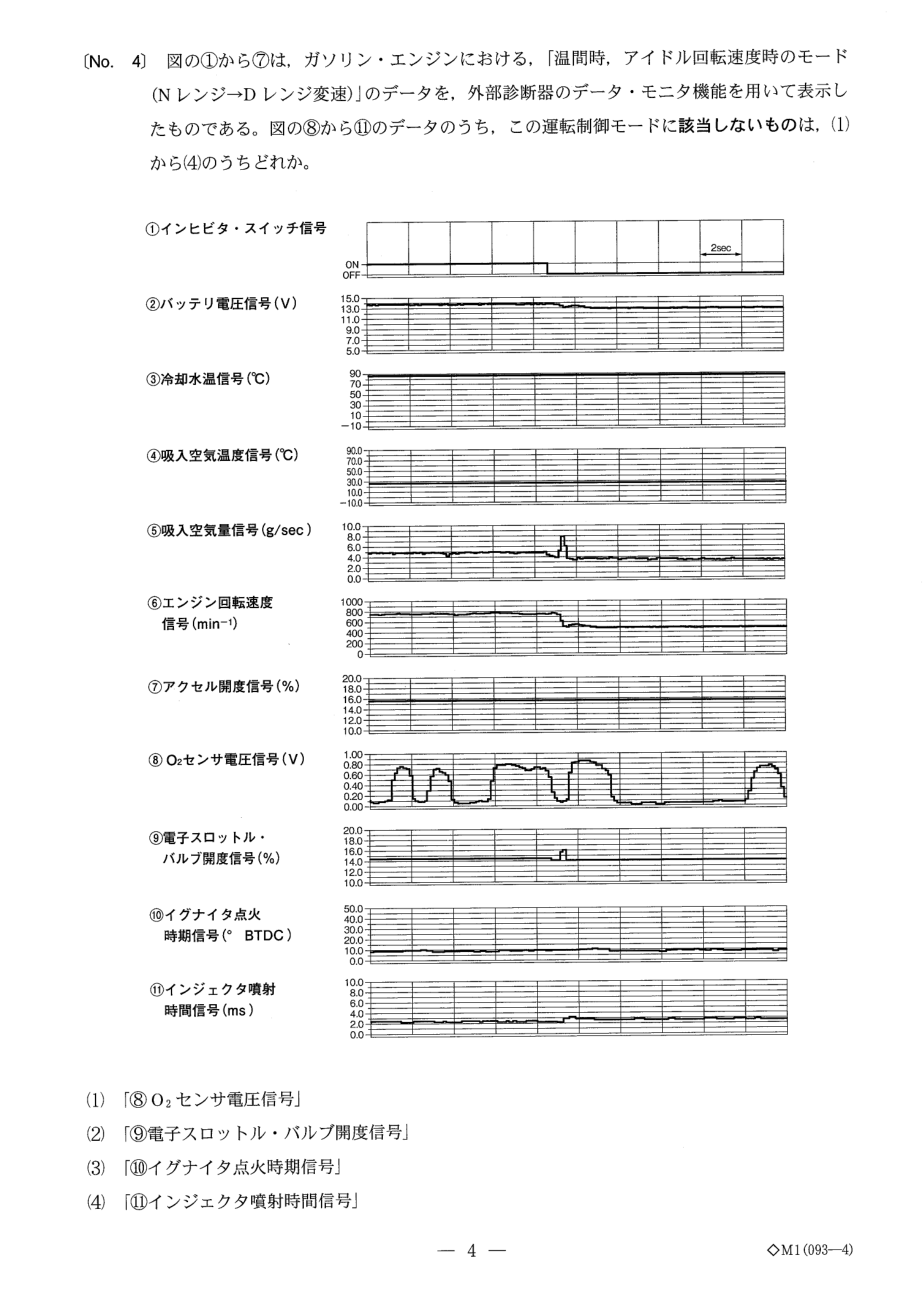 〔No. 4〕 図の①から⑦は，ガソリン・エンジンにおける，「温間時，アイドル回転速度時のモード
(N レンジ→D レンジ変速)」のデータを，外部診断器のデータ・モニタ機能を用いて表示し
たものである。図の⑧から⑪のデータのうち，この運転制御モードに該当しないものは，(1)
から(4)のうちどれか。
①インヒビタ・スイッチ信号
2sec
ON
OFF
②バッテリ電圧信号(V)
15.0
13.0
11.0
9.0
7.0
5.0
③冷却水温信号(℃)
90
70
50
30
10
－10
④吸入空気温度信号(℃)
90.0
70.0
50.0
30.0
10.0
－10.0
⑤吸入空気量信号(g/sec)
10.0
8.0
6.0
4.0
2.0
0.0
⑥エンジン回転速度
信号(min⁻¹)
1000
800
600
400
200
0
⑦アクセル開度信号(%)
20.0
18.0
16.0
14.0
12.0
10.0
⑧ O₂センサ電圧信号(V)
1.00
0.80
0.60
0.40
0.20
0.00
⑨電子スロットル・
バルブ開度信号(%)
20.0
18.0
16.0
14.0
12.0
10.0
⑩イグナイタ点火
時期信号(° BTDC)
50.0
40.0
30.0
20.0
10.0
0.0
⑪インジェクタ噴射
時間信号(ms)
10.0
8.0
6.0
4.0
2.0
0.0
(1) 「⑧ O₂ センサ電圧信号」
(2) 「⑨電子スロットル・バルブ開度信号」
(3) 「⑩イグナイタ点火時期信号」
(4) 「⑪インジェクタ噴射時間信号」
— 4 —
◇M1(093—4)